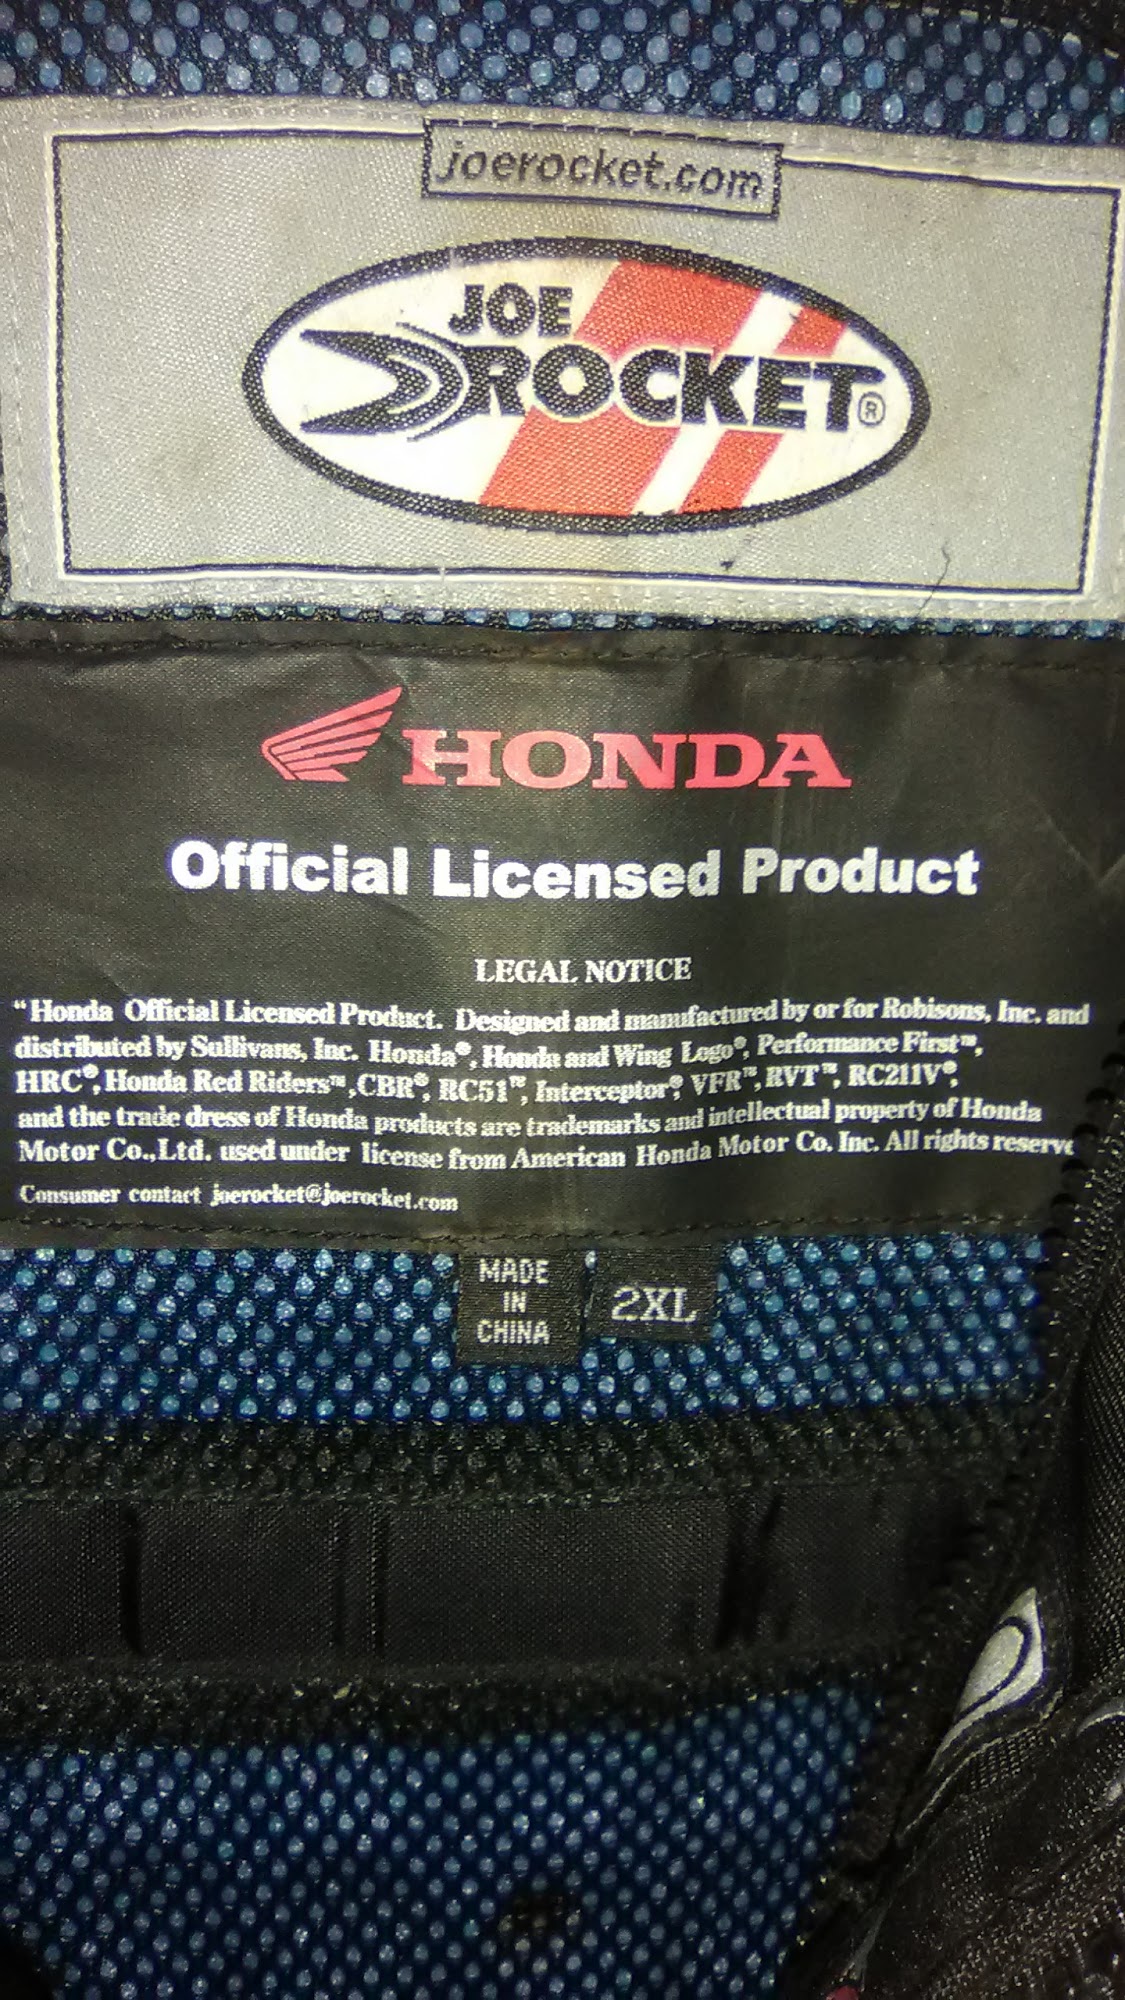 joerocket.com
JOE
ROCKET®
HONDA
Official Licensed Product
LEGAL NOTICE
“Honda Official Licensed Product. Designed and manufactured by or for Robisons, Inc. and
distributed by Sullivans, Inc. Honda®, Honda and Wing Logo®, Performance First™,
HRC®, Honda Red Riders™, CBR®, RC51™, Interceptor®, VFR™, RVT™, RC211V®,
and the trade dress of Honda products are trademarks and intellectual property of Honda
Motor Co.,Ltd. used under license from American Honda Motor Co. Inc. All rights reserve
Consumer contact joerocket@joerocket.com
MADE
IN
CHINA
2XL